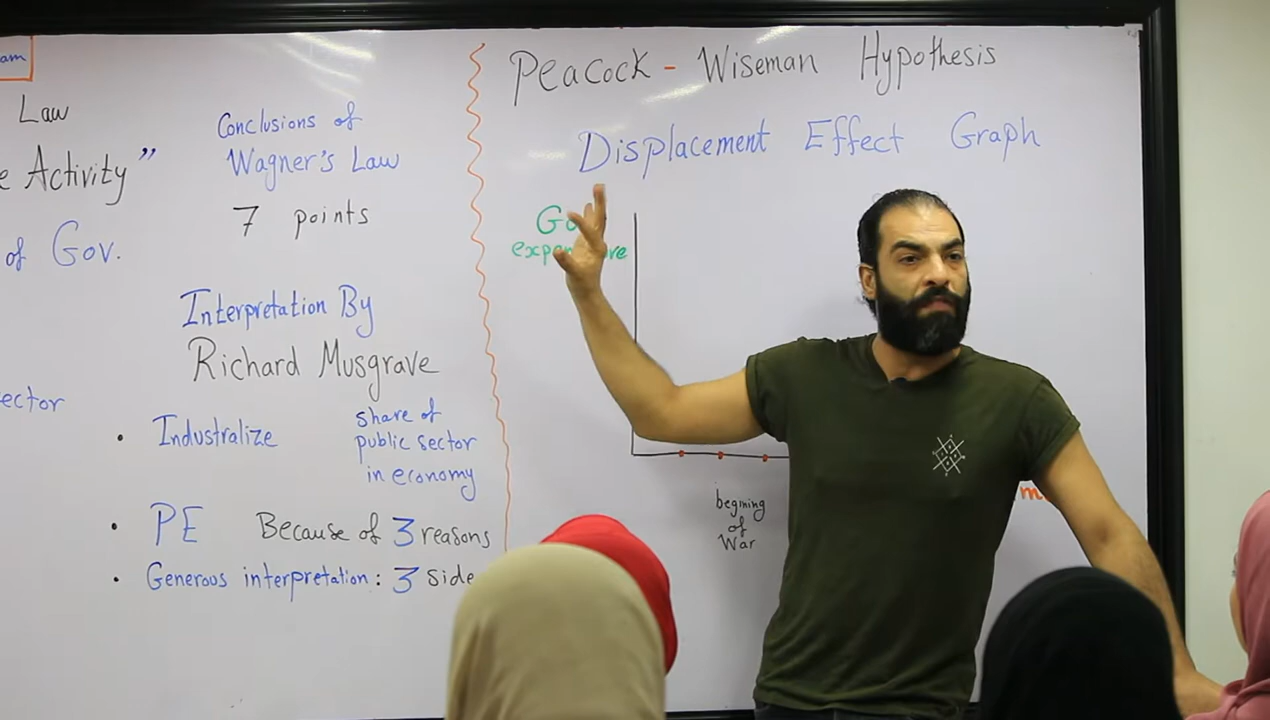 am
Law
e Activity"
of Gov.
ector
Conclusions of
Wagner's Law
7 points
Interpretation By
Richard Musgrave
• Industralize
share of
public sector
in economy
• PE Because of 3 reasons
• Generous interpretation: 3 side
Peacock - Wiseman Hypothesis
Displacement Effect Graph
begining
of
War